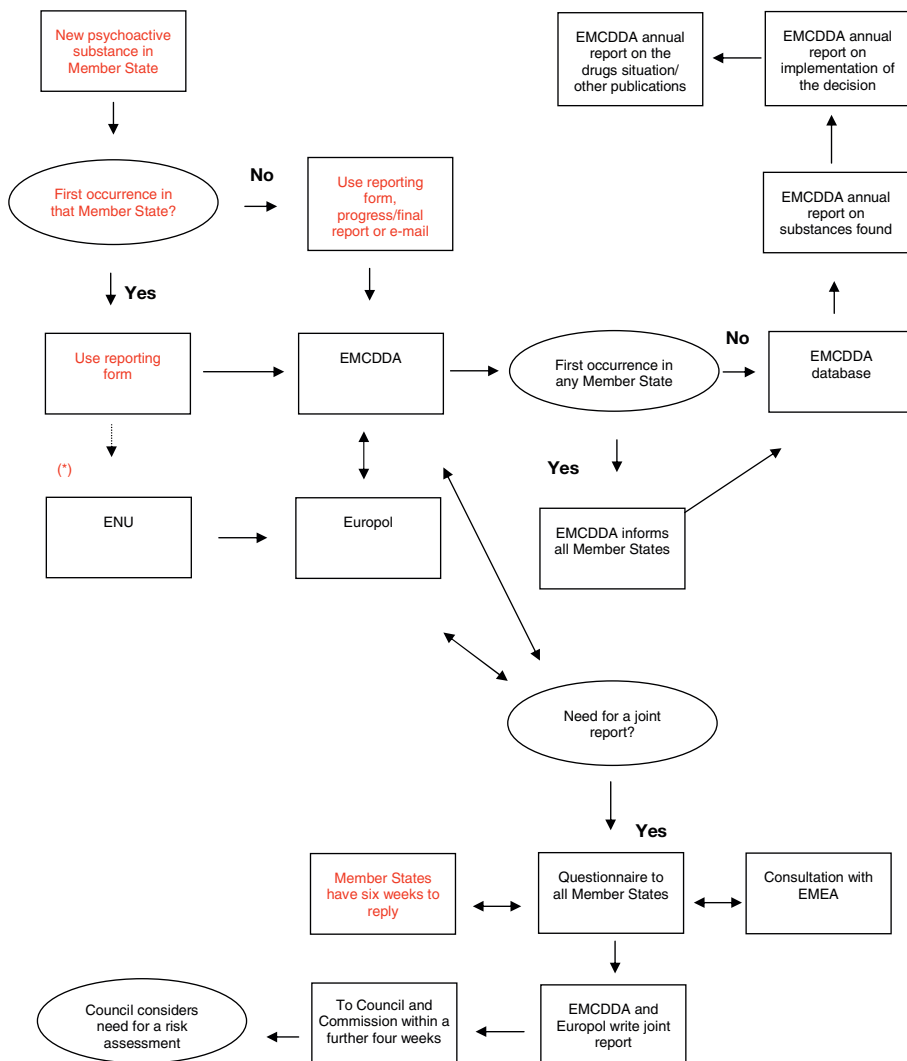 New psychoactive
substance in
Member State
EMCDDA annual
report on the
drugs situation/
other publications
EMCDDA annual
report on
implementation of
the decision
First occurrence in
that Member State?
No
Use reporting
form,
progress/final
report or e-mail
EMCDDA annual
report on
substances found
Yes
Use reporting
form
EMCDDA
First occurrence in
any Member State
No
EMCDDA
database
(*)
Yes
ENU
Europol
EMCDDA informs
all Member States
Need for a joint
report?
Yes
Member States
have six weeks to
reply
Questionnaire to
all Member States
Consultation with
EMEA
Council considers
need for a risk
assessment
To Council and
Commission within a
further four weeks
EMCDDA and
Europol write joint
report